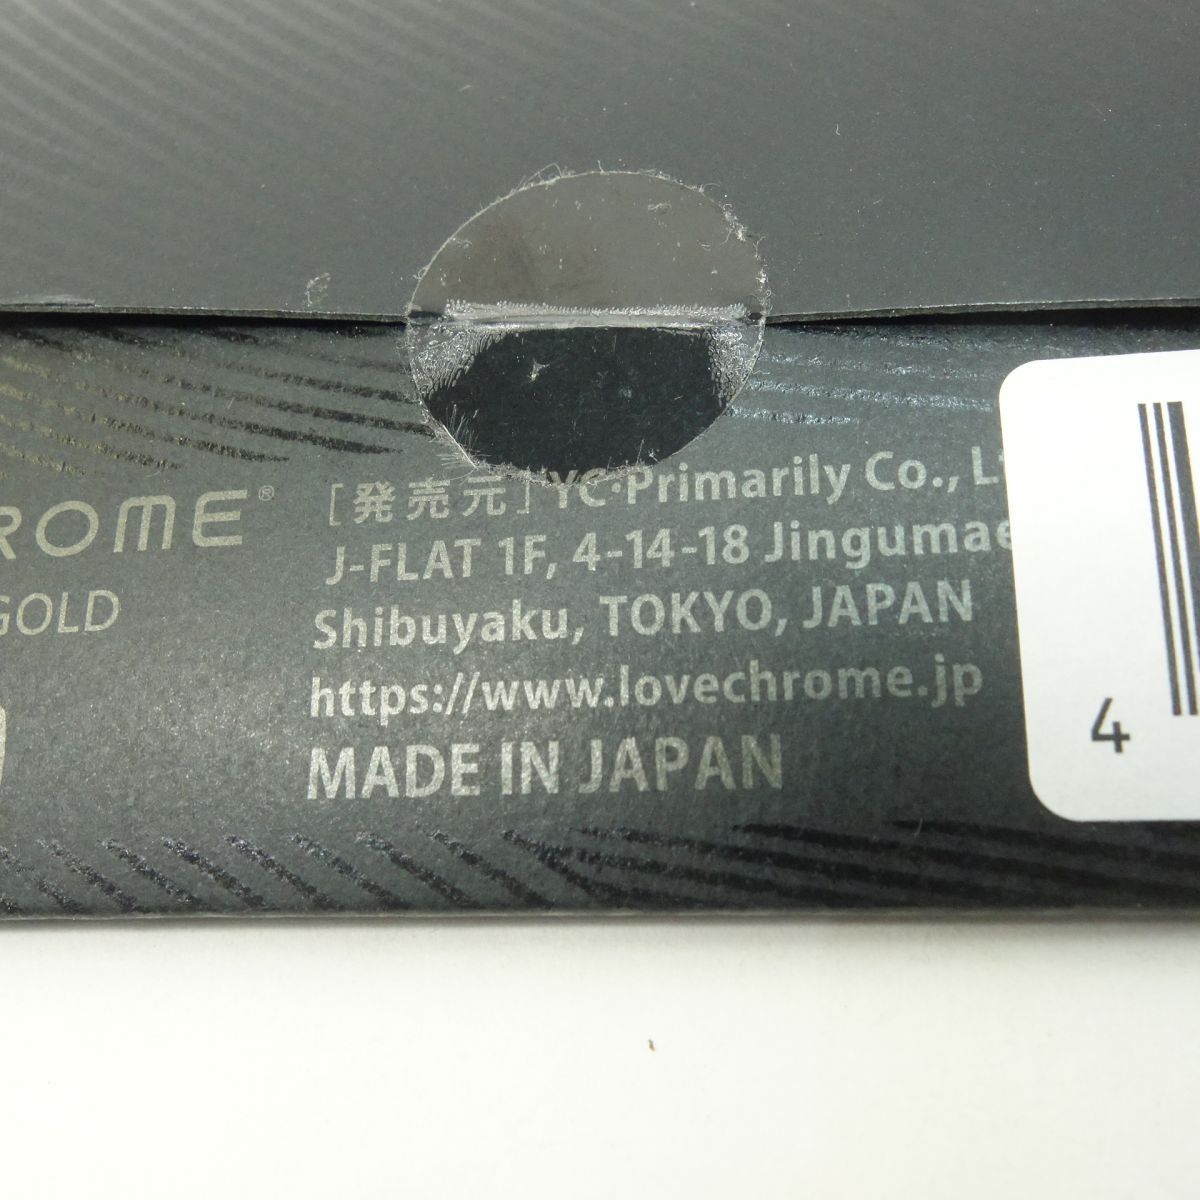 ROME®
GOLD
[発売元] YC·Primarily Co., L
J-FLAT 1F, 4-14-18 Jingumae
Shibuyaku, TOKYO, JAPAN
https://www.lovechrome.jp
MADE IN JAPAN
4